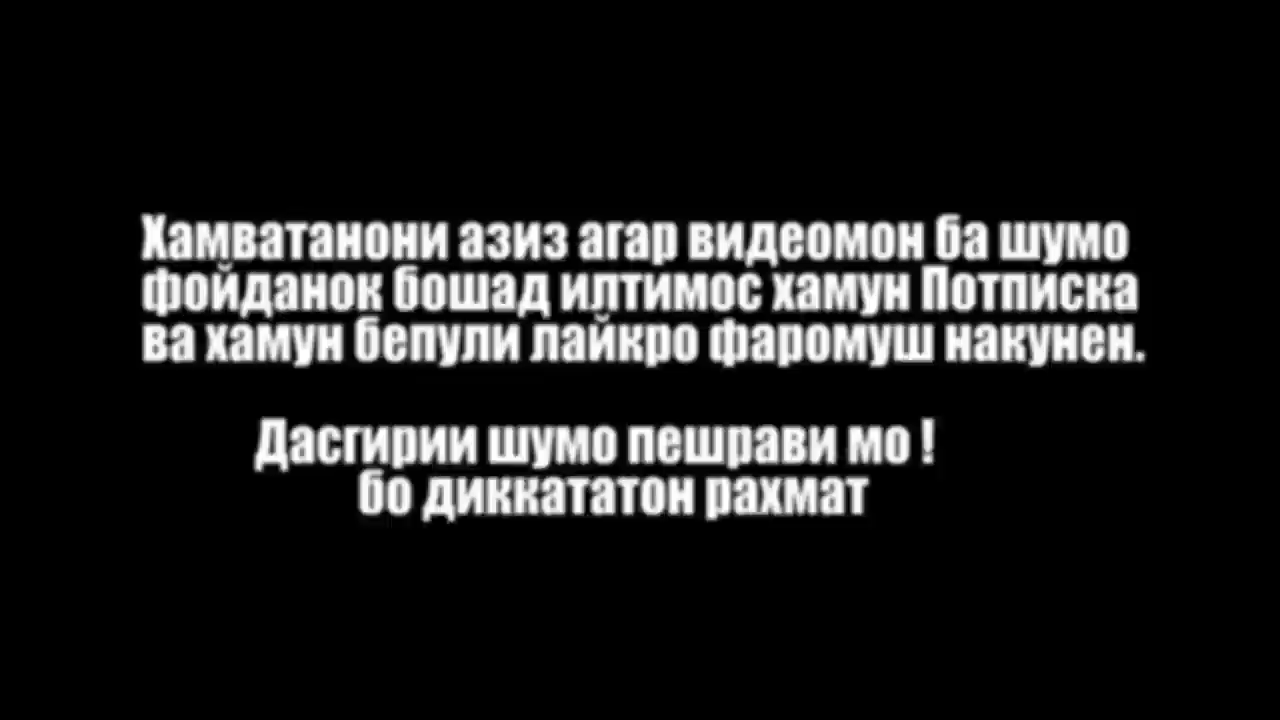 Хамватанони азиз агар видеомон ба шумо
фойданок бошад илтимос хамун Потписка
ва хамун бепули лайкро фаромуш накунен.
Дасгирии шумо пешрави мо !
бо диккататон рахмат